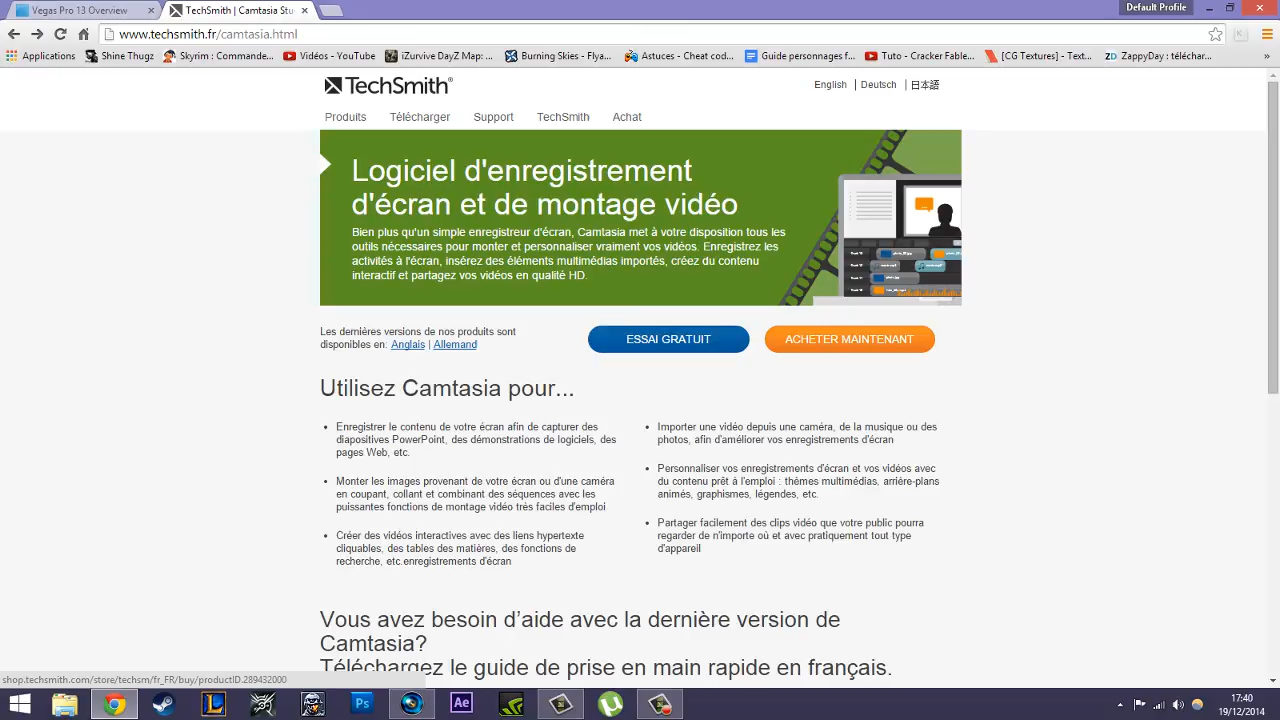 Vegas Pro 13 Overview
TechSmith | Camtasia Stu
Default Profile
www.techsmith.fr/camtasia.html
Applications
Shine Thugz
Skyrim : Commande...
Vidéos - YouTube
iZurvive DayZ Map: ...
Burning Skies - Flya...
Astuces - Cheat cod...
Guide personnages f...
Tuto - Cracker Fable...
[CG Textures] - Text...
ZappyDay : téléchar...
TechSmith
English | Deutsch | 日本語
Produits
Télécharger
Support
TechSmith
Achat
Logiciel d'enregistrement
d'écran et de montage vidéo
Bien plus qu'un simple enregistreur d'écran, Camtasia met à votre disposition tous les
outils nécessaires pour monter et personnaliser vraiment vos vidéos. Enregistrez les
activités à l'écran, insérez des éléments multimédias importés, créez du contenu
interactif et partagez vos vidéos en qualité HD.
Les dernières versions de nos produits sont
disponibles en: Anglais | Allemand
ESSAI GRATUIT
ACHETER MAINTENANT
Utilisez Camtasia pour...
Enregistrer le contenu de votre écran afin de capturer des
diapositives PowerPoint, des démonstrations de logiciels, des
pages Web, etc.
Monter les images provenant de votre écran ou d'une caméra
en coupant, collant et combinant des séquences avec les
puissantes fonctions de montage vidéo très faciles d'emploi
Créer des vidéos interactives avec des liens hypertexte
cliquables, des tables des matières, des fonctions de
recherche, etc.enregistrements d'écran
Importer une vidéo depuis une caméra, de la musique ou des
photos, afin d'améliorer vos enregistrements d'écran
Personnaliser vos enregistrements d'écran et vos vidéos avec
du contenu prêt à l'emploi : thèmes multimédias, arrière-plans
animés, graphismes, légendes, etc.
Partager facilement des clips vidéo que votre public pourra
regarder de n'importe où et avec pratiquement tout type
d'appareil
Vous avez besoin d'aide avec la dernière version de
Camtasia?
Téléchargez le guide de prise en main rapide en français.
shop.techsmith.com/store/techsm/fr_FR/buy/productID.289432000
Ps
Ae
17:40
19/12/2014